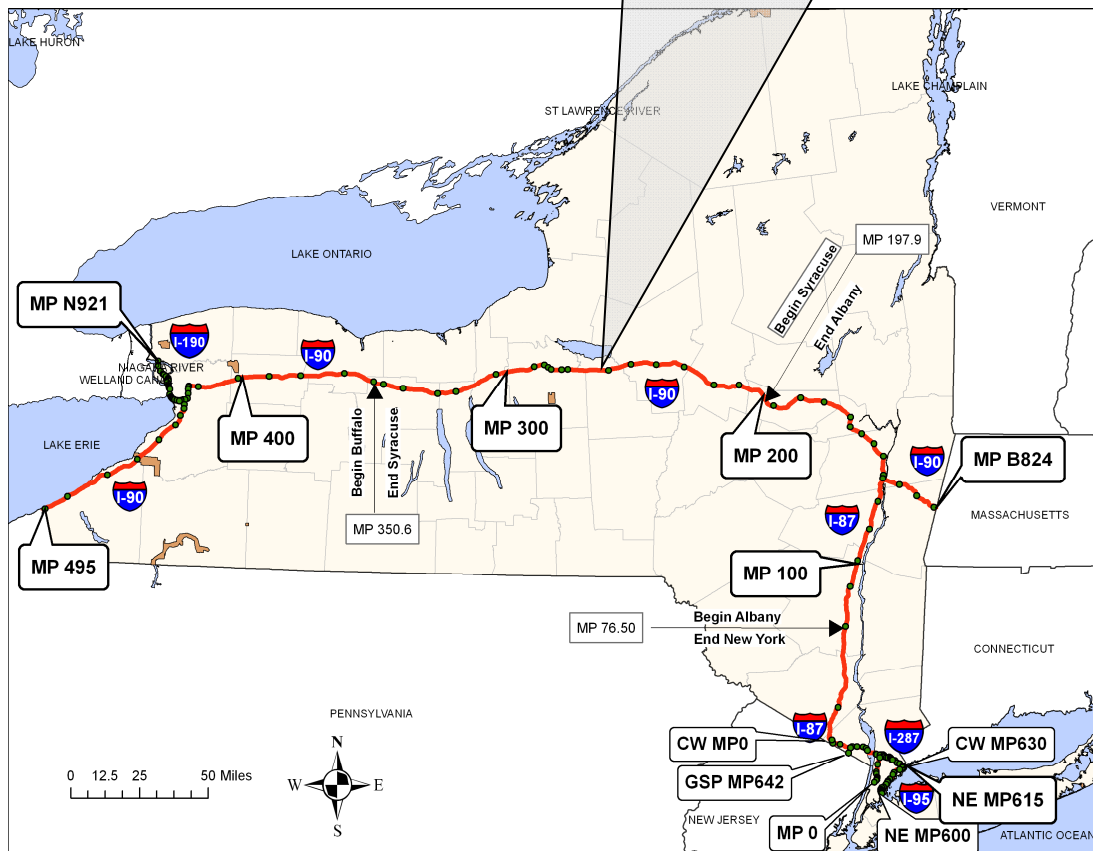 LAKE HURON
LAKE CHAMPLAIN
ST LAWRENCE RIVER
VERMONT
MP 197.9
LAKE ONTARIO
Begin Syracuse
End Albany
MP N921
I-190
I-90
NIAGARA RIVER
WELLAND CANAL
I-90
MP 400
MP 300
MP 200
I-90
MP B824
LAKE ERIE
Begin Buffalo
End Syracuse
I-90
MP 350.6
I-87
MASSACHUSETTS
MP 495
MP 100
MP 76.50
Begin Albany
End New York
CONNECTICUT
PENNSYLVANIA
I-87
I-287
CW MP0
CW MP630
N
W E
S
0 12.5 25 50 Miles
GSP MP642
I-95
NE MP615
NEW JERSEY
MP 0
NE MP600
ATLANTIC OCEAN